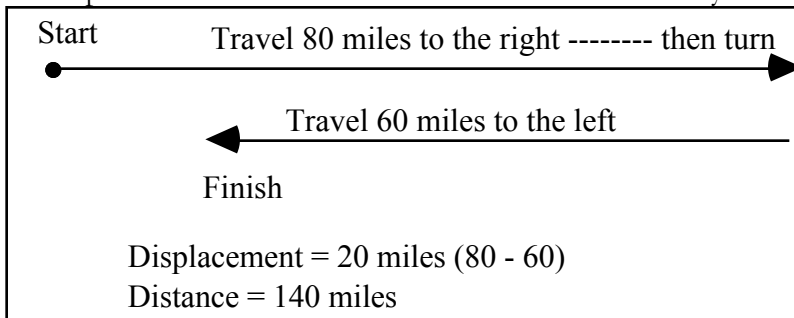 Start
Travel 80 miles to the right -------- then turn
Travel 60 miles to the left
Finish
Displacement = 20 miles (80 - 60)
Distance = 140 miles